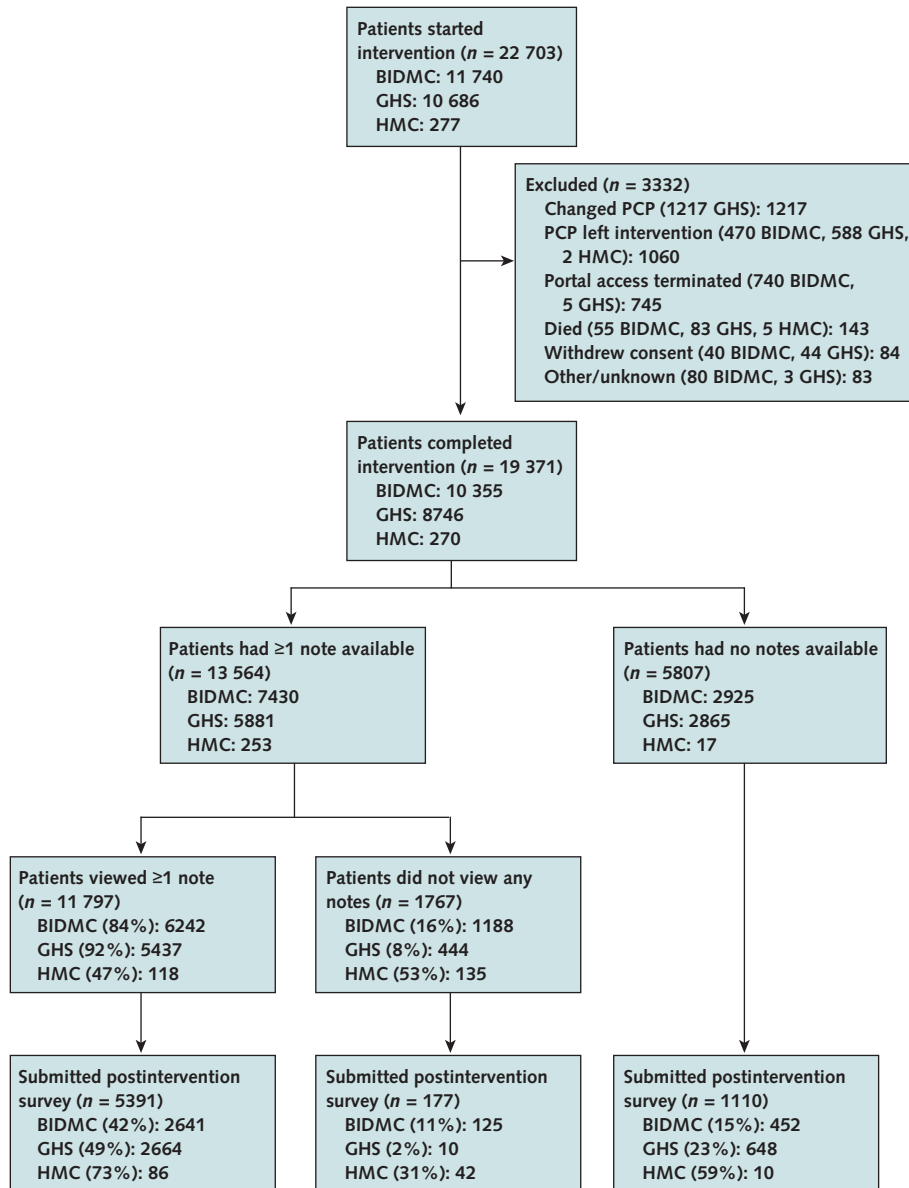 Patients started
intervention (n = 22 703)
BIDMC: 11 740
GHS: 10 686
HMC: 277
Excluded (n = 3332)
Changed PCP (1217 GHS): 1217
PCP left intervention (470 BIDMC, 588 GHS,
2 HMC): 1060
Portal access terminated (740 BIDMC,
5 GHS): 745
Died (55 BIDMC, 83 GHS, 5 HMC): 143
Withdrew consent (40 BIDMC, 44 GHS): 84
Other/unknown (80 BIDMC, 3 GHS): 83
Patients completed
intervention (n = 19 371)
BIDMC: 10 355
GHS: 8746
HMC: 270
Patients had ≥1 note available
(n = 13 564)
BIDMC: 7430
GHS: 5881
HMC: 253
Patients had no notes available
(n = 5807)
BIDMC: 2925
GHS: 2865
HMC: 17
Patients viewed ≥1 note
(n = 11 797)
BIDMC (84%): 6242
GHS (92%): 5437
HMC (47%): 118
Patients did not view any
notes (n = 1767)
BIDMC (16%): 1188
GHS (8%): 444
HMC (53%): 135
Submitted postintervention
survey (n = 5391)
BIDMC (42%): 2641
GHS (49%): 2664
HMC (73%): 86
Submitted postintervention
survey (n = 177)
BIDMC (11%): 125
GHS (2%): 10
HMC (31%): 42
Submitted postintervention
survey (n = 1110)
BIDMC (15%): 452
GHS (23%): 648
HMC (59%): 10